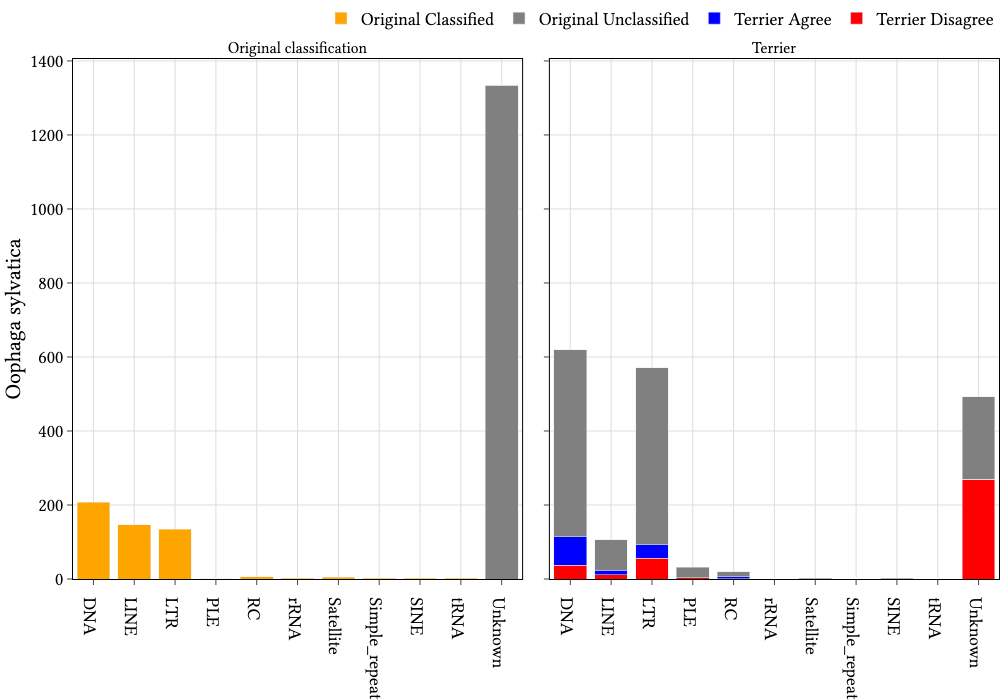 Original Classified Original Unclassified Terrier Agree Terrier Disagree
Original classification Terrier
1400
1200
1000
800
600
400
200
0
Oophaga sylvatica
DNA LINE LTR PLE RC rRNA Satellite Simple_repeat SINE tRNA Unknown
DNA LINE LTR PLE RC rRNA Satellite Simple_repeat SINE tRNA Unknown